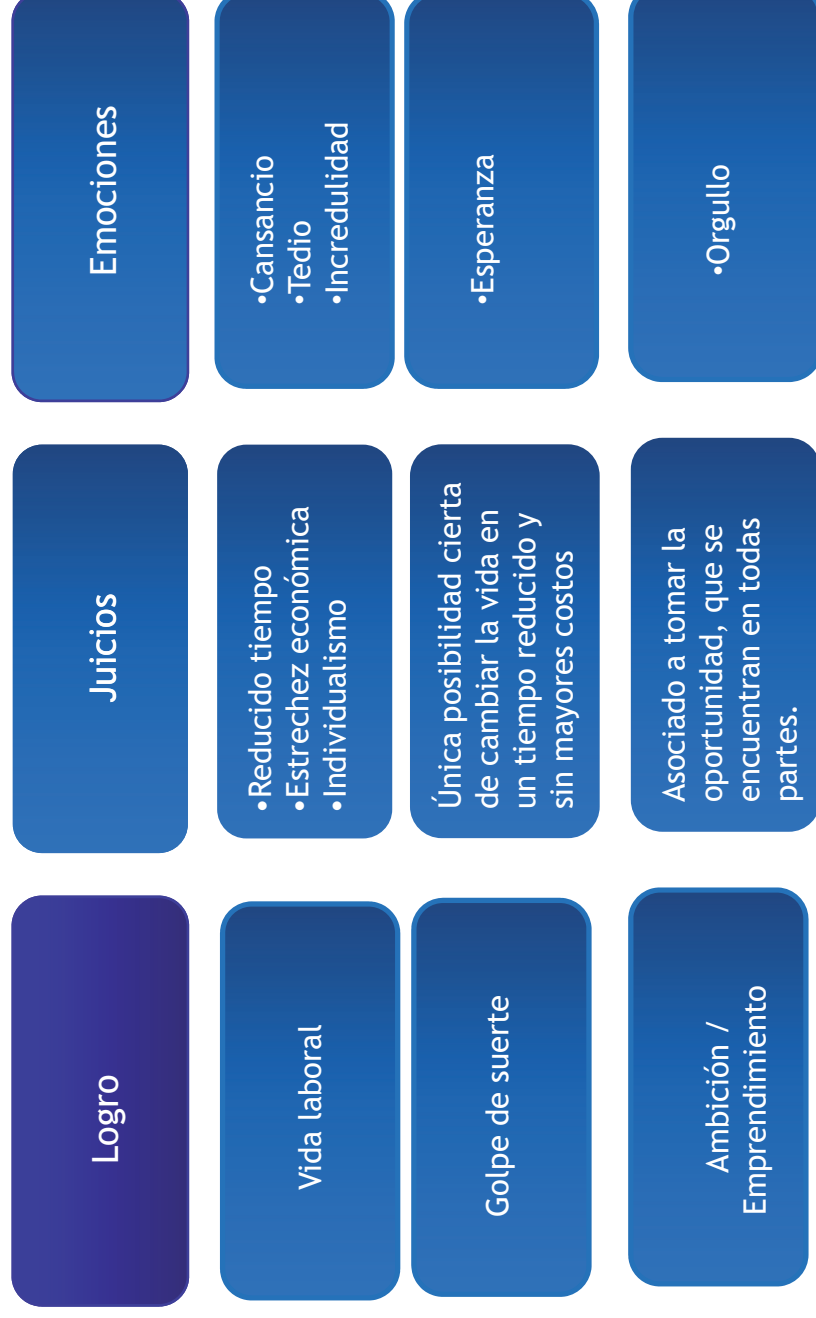 Logro
Juicios
Emociones
Vida laboral
•Reducido tiempo
•Estrechez económica
•Individualismo
•Cansancio
•Tedio
•Incredulidad
Golpe de suerte
Única posibilidad cierta
de cambiar la vida en
un tiempo reducido y
sin mayores costos
•Esperanza
Ambición /
Emprendimiento
Asociado a tomar la
oportunidad, que se
encuentran en todas
partes.
•Orgullo